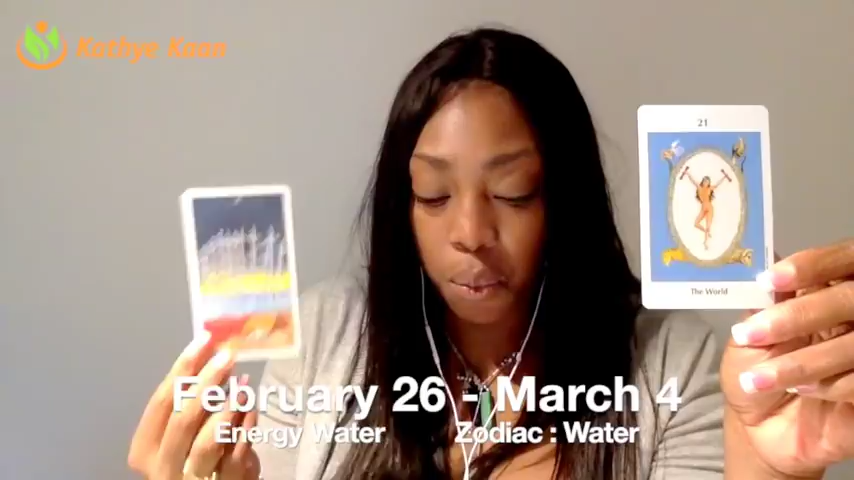 Kathye Kaan
21
The World
February 26 - March 4
Energy Water Zodiac : Water